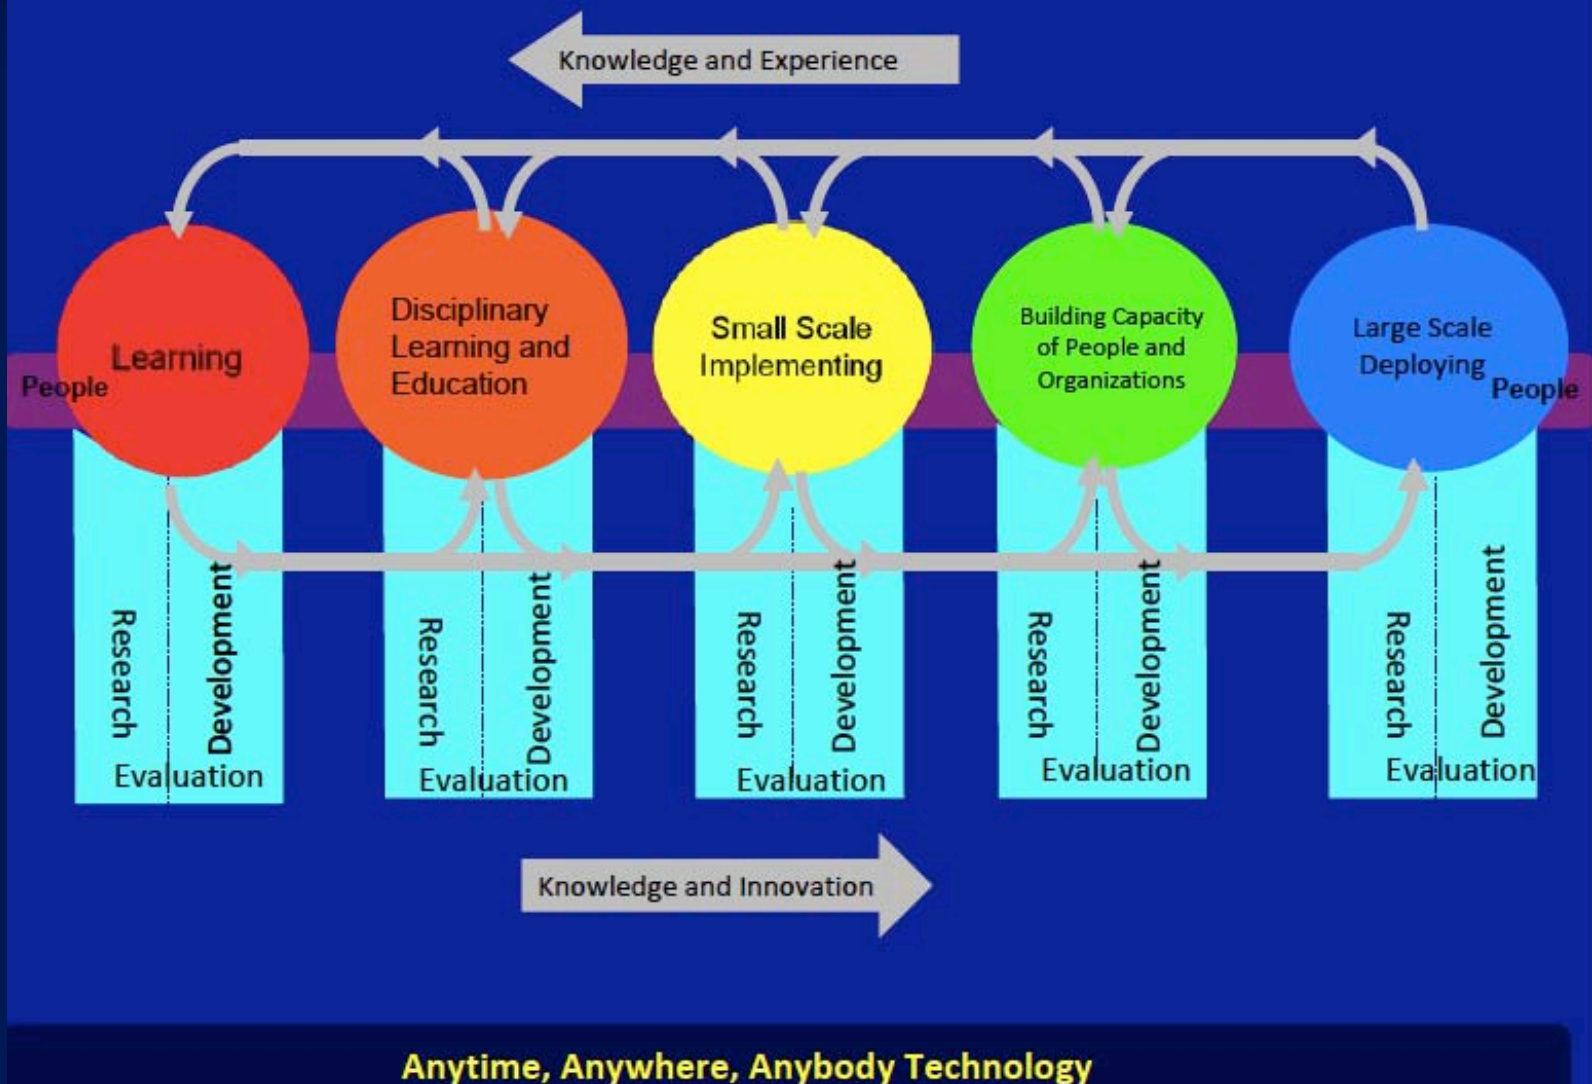 Knowledge and Experience
People
Learning
Disciplinary
Learning and
Education
Small Scale
Implementing
Building Capacity
of People and
Organizations
Large Scale
Deploying
People
Research
Development
Evaluation
Research
Development
Evaluation
Research
Development
Evaluation
Research
Development
Evaluation
Research
Development
Evaluation
Knowledge and Innovation
Anytime, Anywhere, Anybody Technology